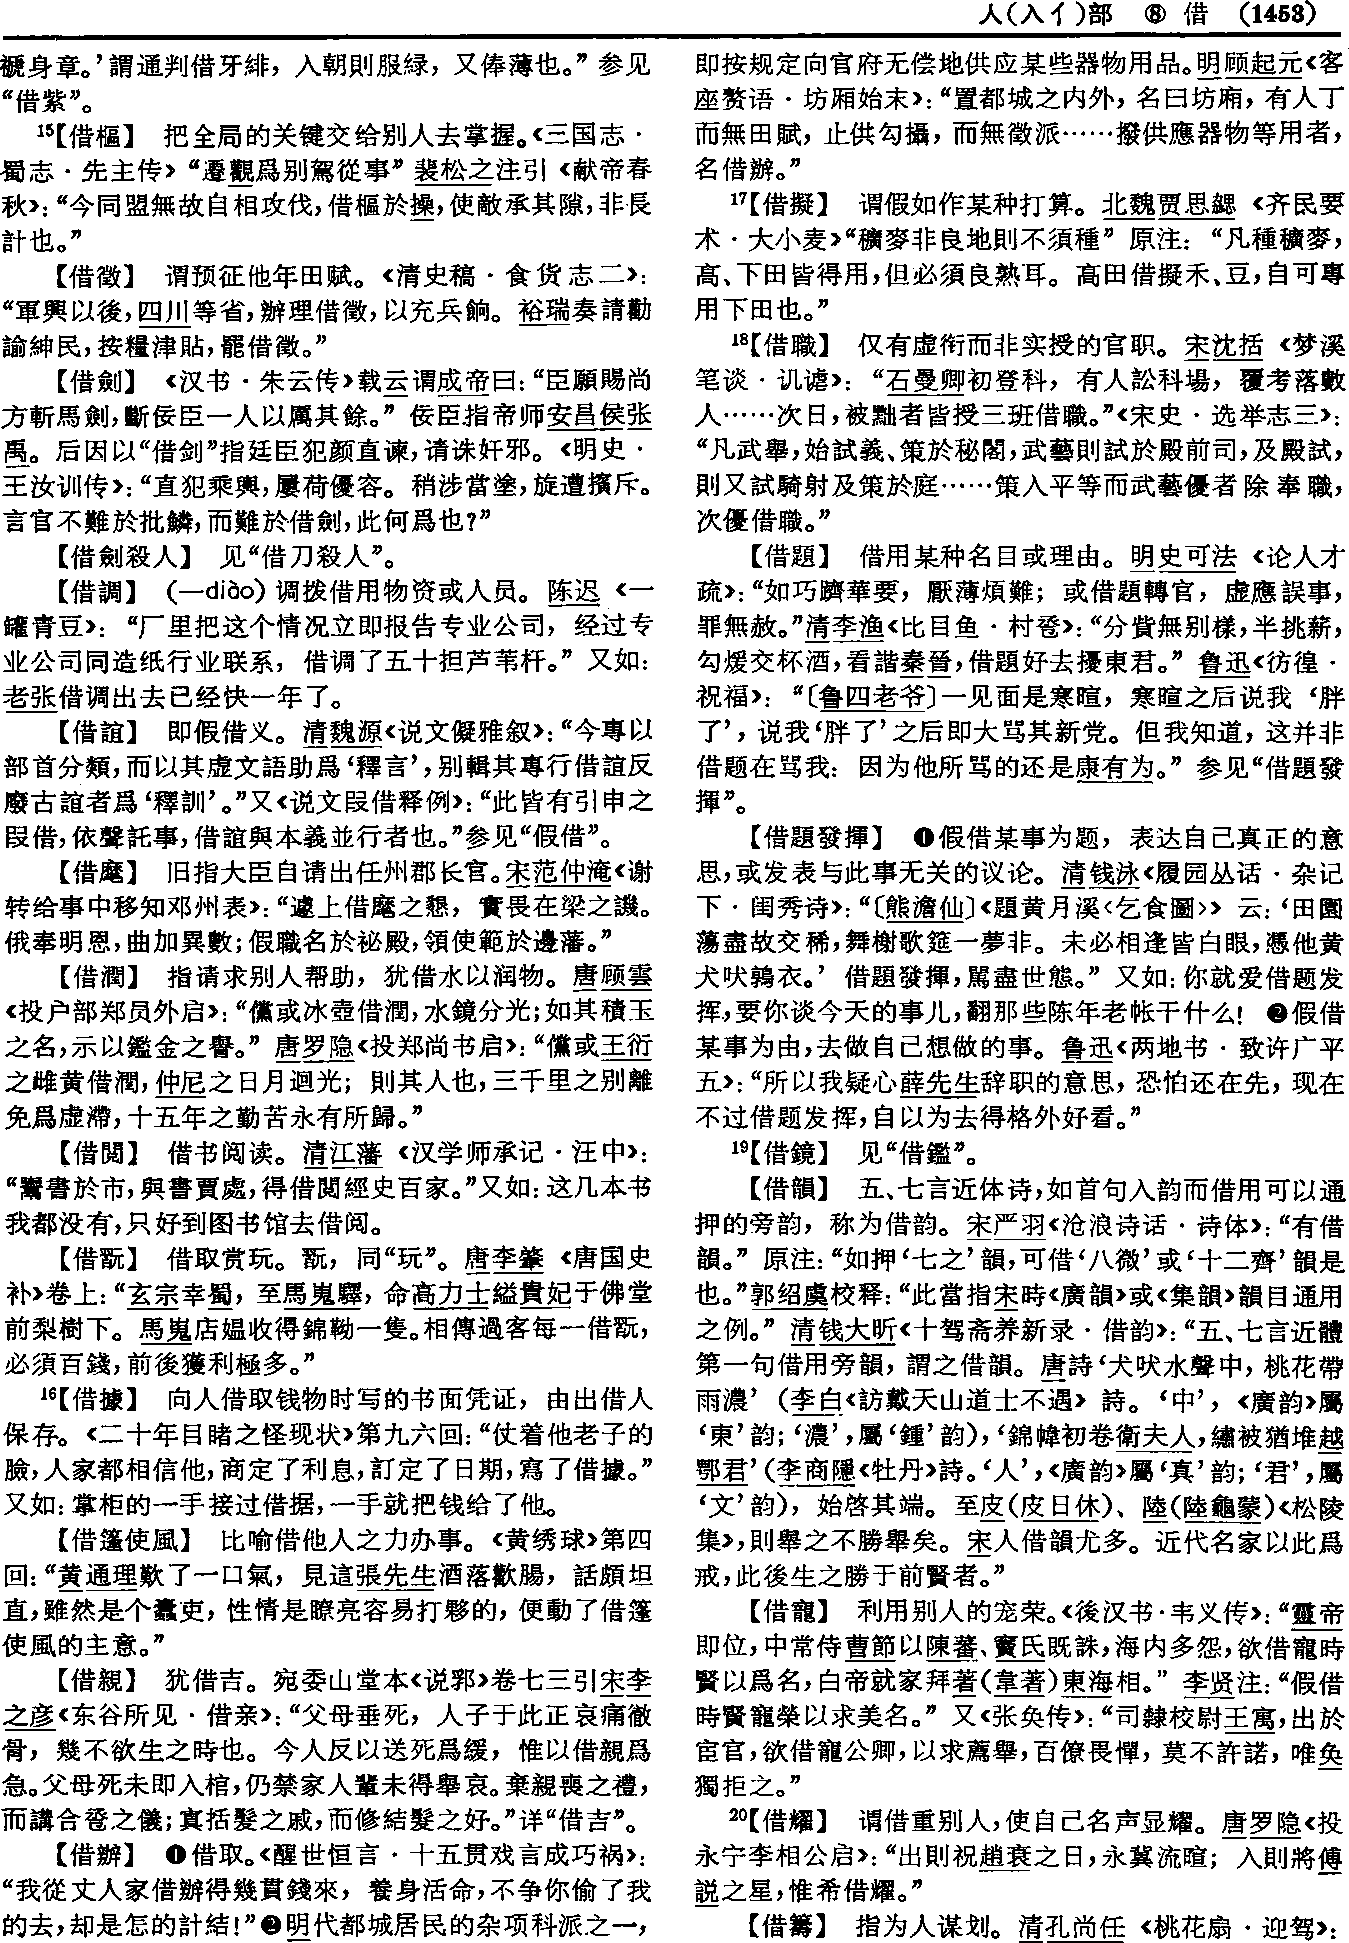 人(入亻)部 ⑧ 借 (1453)
褫身章。’謂通判借牙緋，入朝則服緑，又俸薄也。”参见
“借紫”。
15【借樞】 把全局的关键交给别人去掌握。《三国志·
蜀志·先主传》“遷觀爲别駕從事”裴松之注引《献帝春
秋》：“今同盟無故自相攻伐，借樞於操，使敵承其隙，非長
計也。”
【借徵】 谓预征他年田赋。《清史稿·食货志二》：
“軍興以後，四川等省，辦理借徵，以充兵餉。裕瑞奏請勸
諭紳民，按糧津貼，罷借徵。”
【借劍】 《汉书·朱云传》载云谓成帝曰：“臣願賜尚
方斬馬劍，斷佞臣一人以厲其餘。”佞臣指帝师安昌侯张
禹。后因以“借剑”指廷臣犯颜直谏，请诛奸邪。《明史·
王汝训传》：“直犯乘輿，屢荷優容。稍涉當塗，旋遭擯斥。
言官不難於批鱗，而難於借劍，此何爲也？”
【借劍殺人】 见“借刀殺人”。
【借調】 (—diào)调拨借用物资或人员。陈迟《一
罐青豆》：“厂里把这个情况立即报告专业公司，经过专
业公司同造纸行业联系，借调了五十担芦苇杆。”又如：
老张借调出去已经快一年了。
【借誼】 即假借义。清魏源《说文儗雅叙》：“今專以
部首分類，而以其虚文語助爲‘釋言’，别輯其專行借誼反
廢古誼者爲‘釋訓’。”又《说文叚借释例》：“此皆有引申之
叚借，依聲託事，借誼與本義並行者也。”参见“假借”。
【借麾】 旧指大臣自请出任州郡长官。宋范仲淹《谢
转给事中移知邓州表》：“遽上借麾之懇，實畏在梁之譏。
俄奉明恩，曲加異數；假職名於祕殿，領使範於邊藩。”
【借潤】 指请求别人帮助，犹借水以润物。唐顾雲
《投户部郑员外启》：“儻或冰壺借潤，水鏡分光；如其積玉
之名，示以鑑金之譽。”唐罗隐《投郑尚书启》：“儻或王衍
之雌黄借潤，仲尼之日月迴光；則其人也，三千里之别離
免爲虚滯，十五年之勤苦永有所歸。”
【借閲】 借书阅读。清江藩《汉学师承记·汪中》：
“鬻書於市，與書賈處，得借閲經史百家。”又如：这几本书
我都没有，只好到图书馆去借阅。
【借翫】 借取赏玩。翫，同“玩”。唐李肇《唐国史
补》卷上：“玄宗幸蜀，至馬嵬驛，命高力士縊貴妃于佛堂
前梨樹下。馬嵬店媪收得錦靿一隻。相傳過客每一借翫，
必須百錢，前後獲利極多。”
16【借據】 向人借取钱物时写的书面凭证，由出借人
保存。《二十年目睹之怪现状》第九六回：“仗着他老子的
臉，人家都相信他，商定了利息，訂定了日期，寫了借據。”
又如：掌柜的一手接过借据，一手就把钱给了他。
【借篷使風】 比喻借他人之力办事。《黄绣球》第四
回：“黄通理歎了一口氣，見這張先生酒落歡腸，話頗坦
直，雖然是个蠹吏，性情是瞭亮容易打夥的，便動了借篷
使風的主意。”
【借親】 犹借吉。宛委山堂本《说郛》卷七三引宋李
之彦《东谷所见·借亲》：“父母垂死，人子于此正哀痛徹
骨，幾不欲生之時也。今人反以送死爲缓，惟以借親爲
急。父母死未即入棺，仍禁家人輩未得舉哀。棄親喪之禮，
而講合卺之儀；寘括髮之戚，而修結髮之好。”详“借吉”。
【借辦】 ❶借取。《醒世恒言·十五贯戏言成巧祸》：
“我從丈人家借辦得幾貫錢來，養身活命，不争你偷了我
的去，却是怎的計結！”❷明代都城居民的杂项科派之一，
即按规定向官府无偿地供应某些器物用品。明顾起元《客
座赘语·坊厢始末》：“置都城之内外，名曰坊廂，有人丁
而無田賦，止供勾攝，而無徵派……撥供應器物等用者，
名借辦。”
17【借擬】 谓假如作某种打算。北魏贾思勰《齐民要
术·大小麦》“穬麥非良地則不須種”原注：“凡種穬麥，
高、下田皆得用，但必須良熟耳。高田借擬禾、豆，自可專
用下田也。”
18【借職】 仅有虚衔而非实授的官职。宋沈括《梦溪
笔谈·讥谑》：“石曼卿初登科，有人訟科場，覆考落數
人……次日，被黜者皆授三班借職。”《宋史·选举志三》：
“凡武舉，始試義、策於秘閣，武藝則試於殿前司，及殿試，
則又試騎射及策於庭……策入平等而武藝優者除奉職，
次優借職。”
【借題】 借用某种名目或理由。明史可法《论人才
疏》：“如巧躋華要，厭薄煩難；或借題轉官，虚應誤事，
罪無赦。”清李渔《比目鱼·村卺》：“分貲無别樣，半挑薪，
勾煖交杯酒，看諧秦晉，借題好去擾東君。”鲁迅《彷徨·
祝福》：“〔鲁四老爷〕一见面是寒暄，寒暄之后说我‘胖
了’，说我‘胖了’之后即大骂其新党。但我知道，这并非
借题在骂我：因为他所骂的还是康有为。”参见“借題發
揮”。
【借題發揮】 ❶假借某事为题，表达自己真正的意
思，或发表与此事无关的议论。清钱泳《履园丛话·杂记
下·闺秀诗》：“〔熊澹仙〕《題黄月溪〈乞食圖〉》云：‘田園
蕩盡故交稀，舞榭歌筵一夢非。未必相逢皆白眼，憑他黄
犬吠鶉衣。’借題發揮，駡盡世態。”又如：你就爱借题发
挥，要你谈今天的事儿，翻那些陈年老帐干什么！❷假借
某事为由，去做自己想做的事。鲁迅《两地书·致许广平
五》：“所以我疑心薛先生辞职的意思，恐怕还在先，现在
不过借题发挥，自以为去得格外好看。”
19【借鏡】 见“借鑑”。
【借韻】 五、七言近体诗，如首句入韵而借用可以通
押的旁韵，称为借韵。宋严羽《沧浪诗话·诗体》：“有借
韻。”原注：“如押‘七之’韻，可借‘八微’或‘十二齊’韻是
也。”郭绍虞校释：“此當指宋時《廣韻》或《集韻》韻目通用
之例。”清钱大昕《十驾斋养新录·借韵》：“五、七言近體
第一句借用旁韻，謂之借韻。唐詩‘犬吠水聲中，桃花帶
雨濃’（李白《訪戴天山道士不遇》詩。‘中’，《廣韵》屬
‘東’韵；‘濃’，屬‘鍾’韵），‘錦幃初卷衛夫人，繡被猶堆越
鄂君’（李商隱《牡丹》詩。‘人’，《廣韵》屬‘真’韵；‘君’，屬
‘文’韵），始啓其端。至皮（皮日休）、陸（陸龜蒙）《松陵
集》，則舉之不勝舉矣。宋人借韻尤多。近代名家以此爲
戒，此後生之勝于前賢者。”
【借寵】 利用别人的宠荣。《後汉书·韦义传》：“靈帝
即位，中常侍曹節以陳蕃、竇氏既誅，海内多怨，欲借寵時
賢以爲名，白帝就家拜著（韋著）東海相。”李贤注：“假借
時賢寵榮以求美名。”又《张奂传》：“司隸校尉王寓，出於
宦官，欲借寵公卿，以求薦舉，百僚畏憚，莫不許諾，唯奂
獨拒之。”
20【借耀】 谓借重别人，使自己名声显耀。唐罗隐《投
永宁李相公启》：“出則祝趙衰之日，永冀流暄；入則將傅
説之星，惟希借耀。”
【借籌】 指为人谋划。清孔尚任《桃花扇·迎驾》：